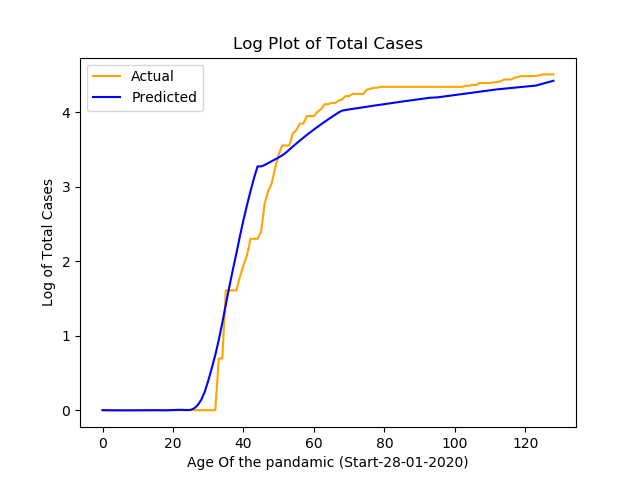 Log Plot of Total Cases
Actual
Predicted
4
3
2
1
0
Log of Total Cases
0 20 40 60 80 100 120
Age Of the pandamic (Start-28-01-2020)